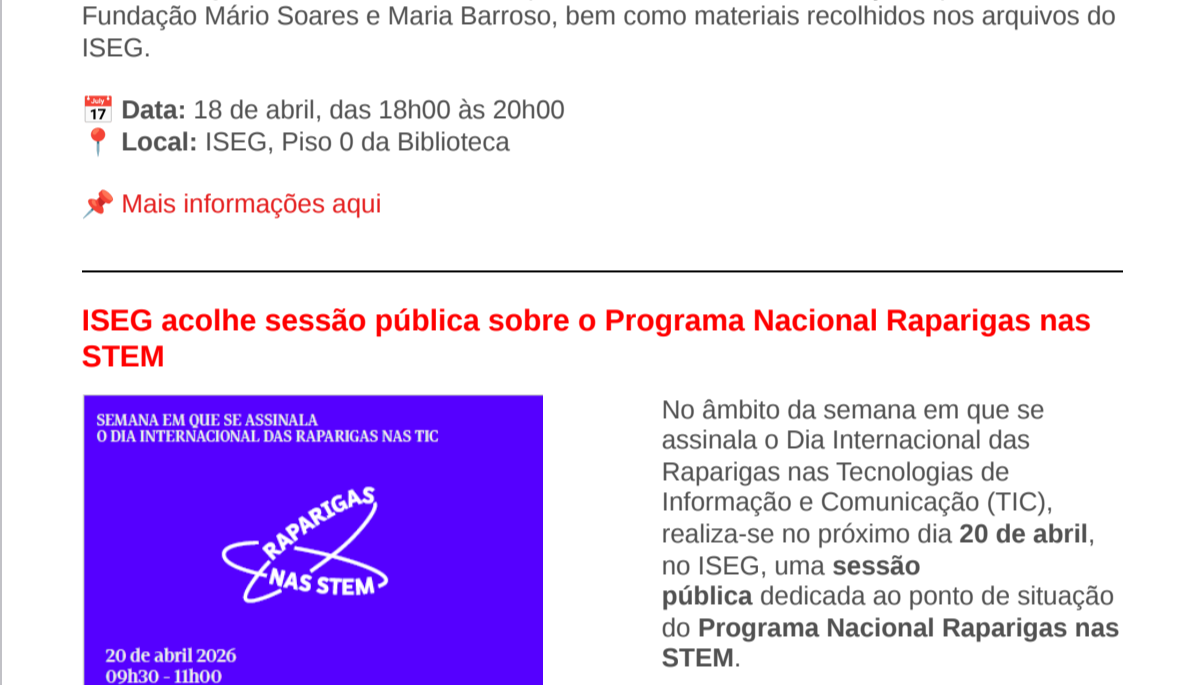 Fundação Mário Soares e Maria Barroso, bem como materiais recolhidos nos arquivos do
ISEG.
📅 Data: 18 de abril, das 18h00 às 20h00
📍 Local: ISEG, Piso 0 da Biblioteca
📌 Mais informações aqui
ISEG acolhe sessão pública sobre o Programa Nacional Raparigas nas
STEM
SEMANA EM QUE SE ASSINALA
O DIA INTERNACIONAL DAS RAPARIGAS NAS TIC
RAPARIGAS
NAS STEM
20 de abril 2026
09h30 - 11h00
No âmbito da semana em que se
assinala o Dia Internacional das
Raparigas nas Tecnologias de
Informação e Comunicação (TIC),
realiza-se no próximo dia 20 de abril,
no ISEG, uma sessão
pública dedicada ao ponto de situação
do Programa Nacional Raparigas nas
STEM.